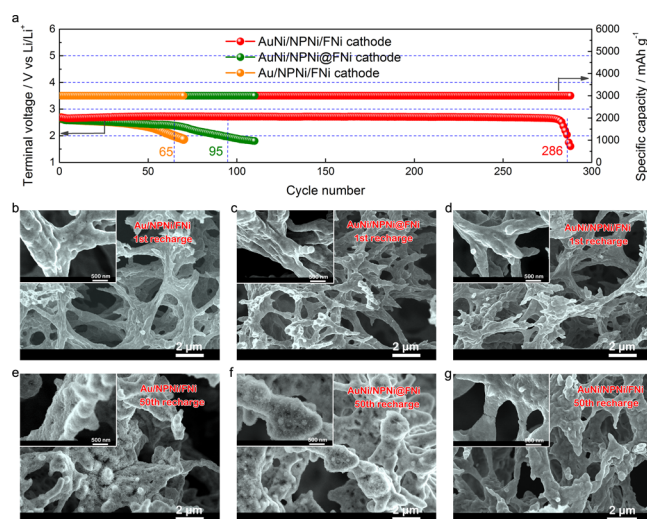 a
6
5
4
3
2
1
Terminal voltage / V vs Li/Li⁺
AuNi/NPNi/FNi cathode
AuNi/NPNi@FNi cathode
Au/NPNi/FNi cathode
65
95
286
0
50
100
150
200
250
300
Cycle number
6000
5000
4000
3000
2000
1000
0
Specific capacity / mAh g⁻¹
b
Au/NPNi/FNi
1st recharge
500 nm
2 μm
c
AuNi/NPNi@FNi
1st recharge
500 nm
2 μm
d
AuNi/NPNi/FNi
1st recharge
500 nm
2 μm
e
Au/NPNi/FNi
50th recharge
500 nm
2 μm
f
AuNi/NPNi@FNi
50th recharge
500 nm
2 μm
g
AuNi/NPNi/FNi
50th recharge
500 nm
2 μm